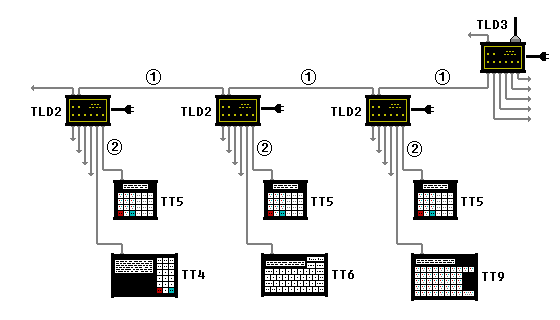 TLD3
① ① ①
TLD2 TLD2 TLD2
② ② ②
TT5 TT5 TT5
TT4 TT6 TT9